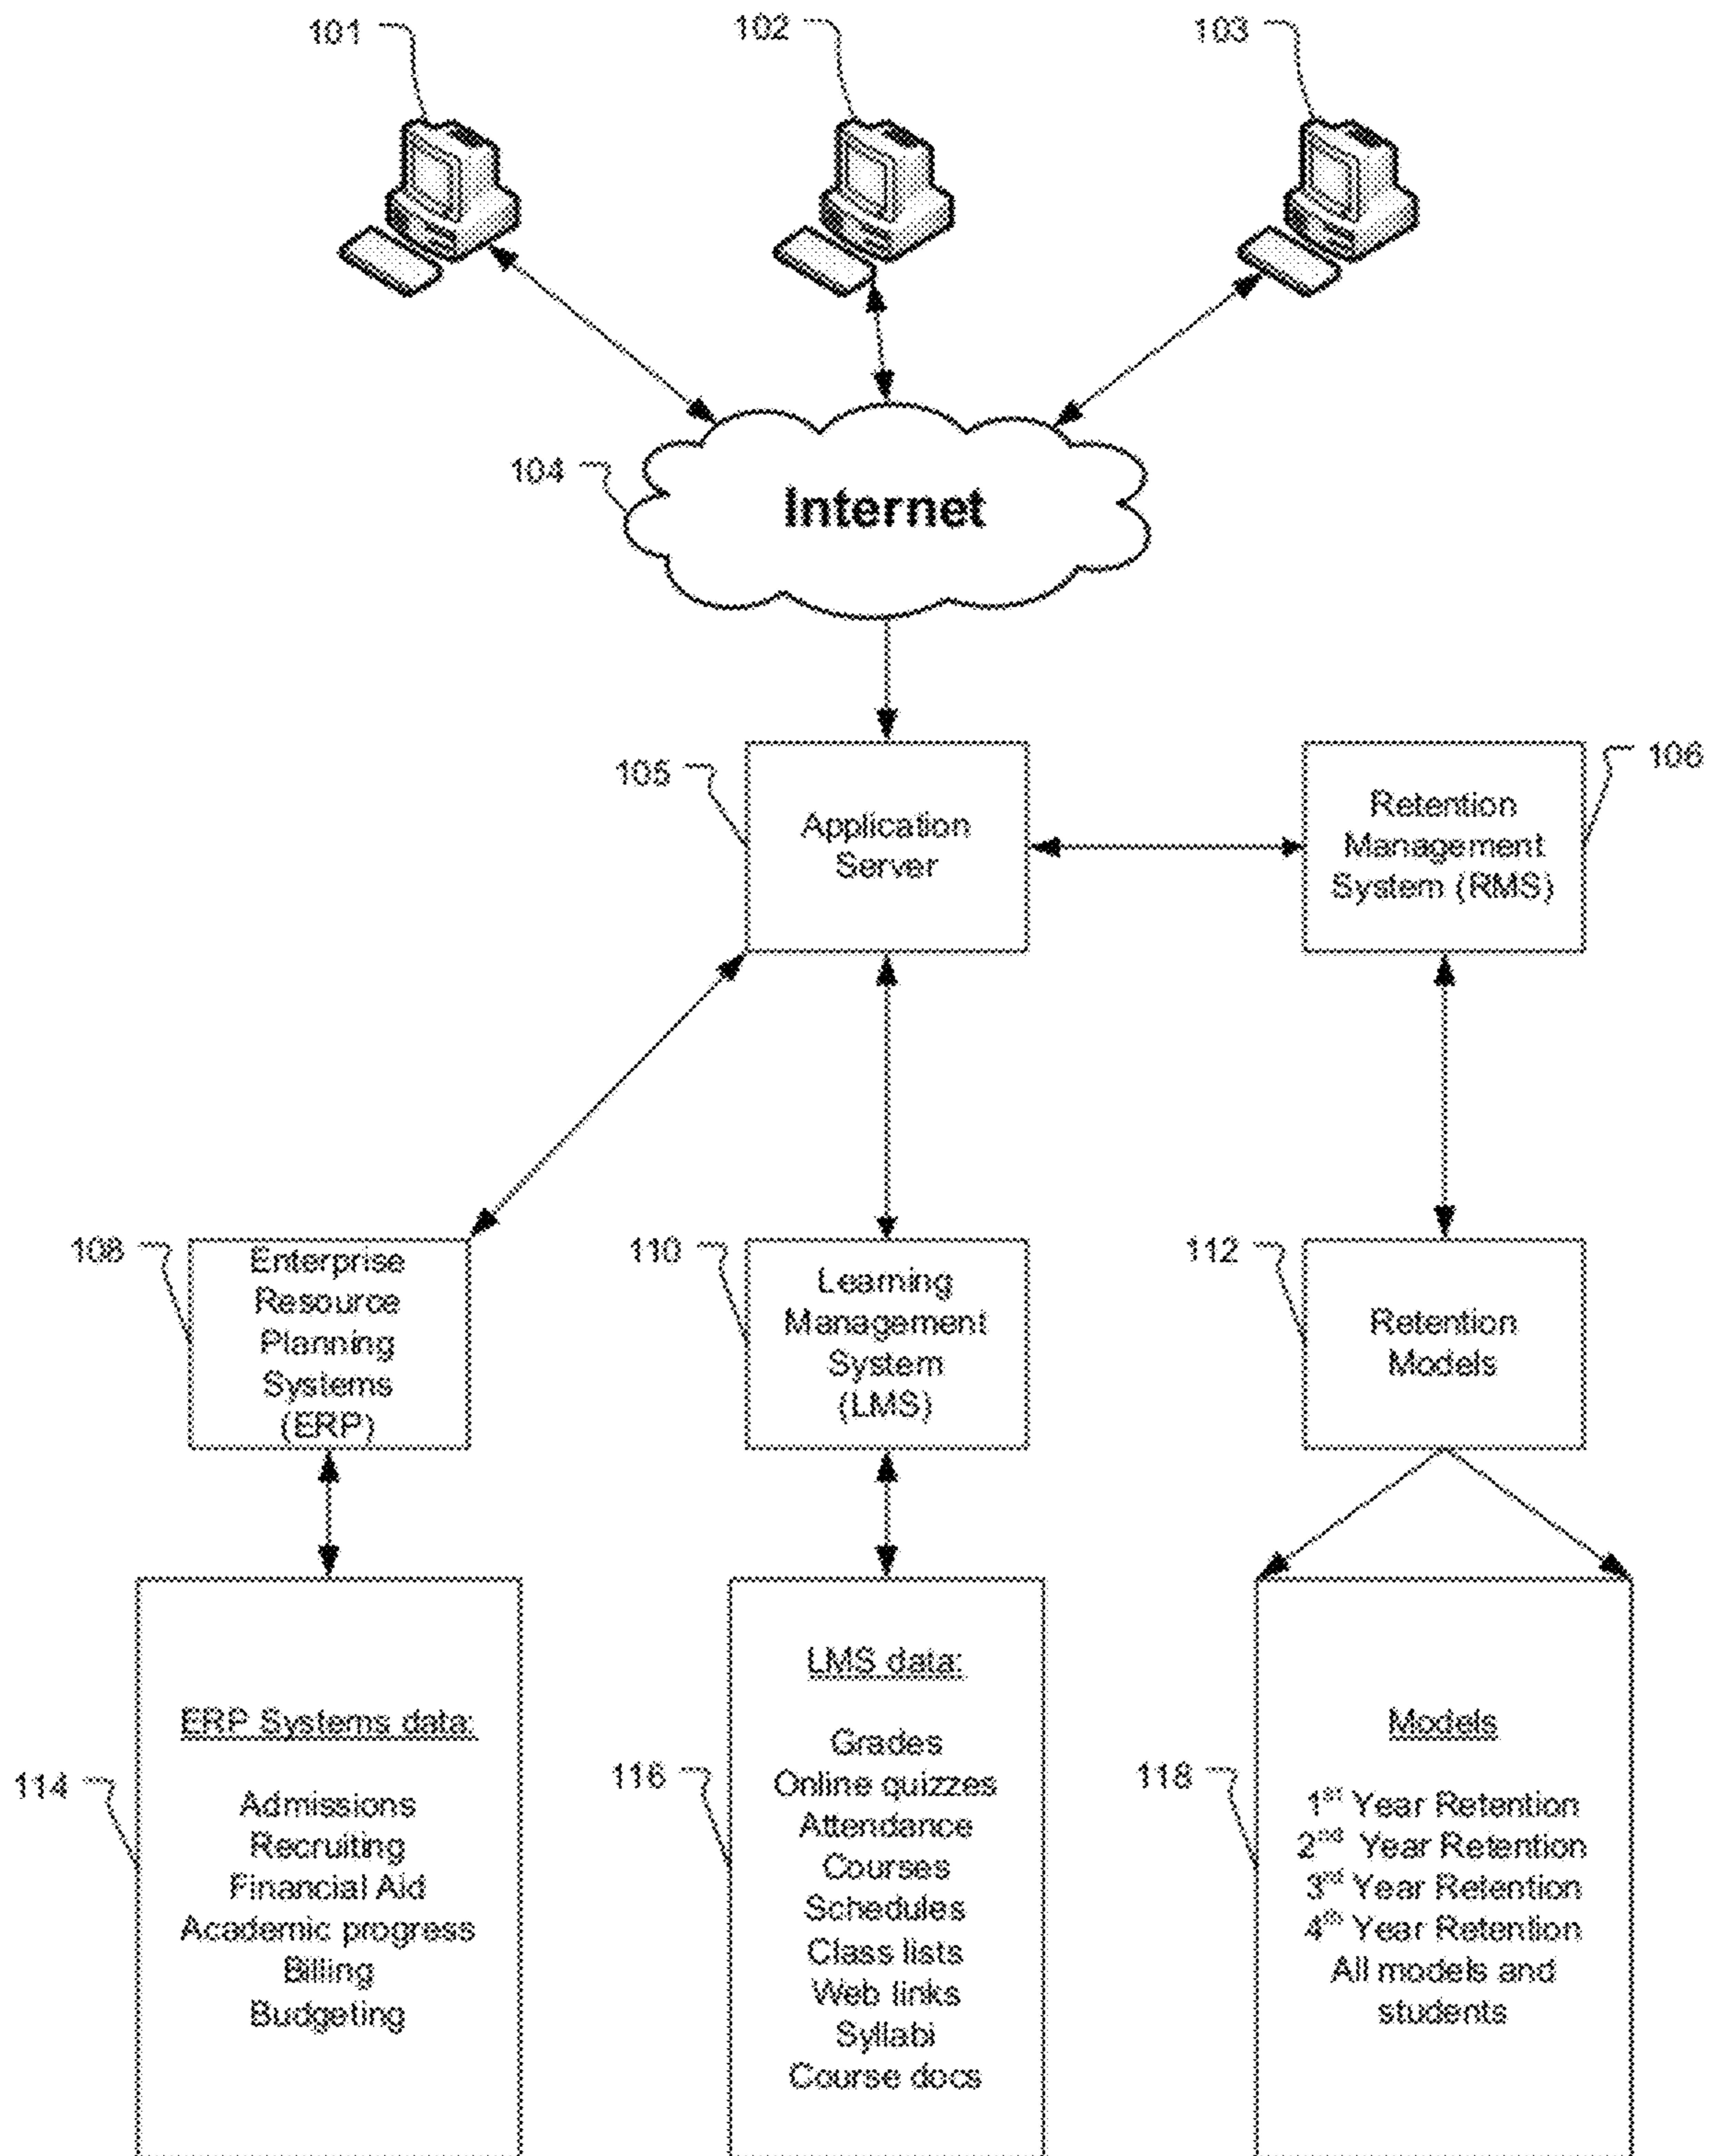 101
102
103
104
Internet
105
Application
Server
106
Retention
Management
System (RMS)
108
Enterprise
Resource
Planning
Systems
(ERP)
110
Learning
Management
System
(LMS)
112
Retention
Models
114
ERP Systems data:
Admissions
Recruiting
Financial Aid
Academic progress
Billing
Budgeting
116
LMS data:
Grades
Online quizzes
Attendance
Courses
Schedules
Class lists
Web links
Syllabi
Course docs
118
Models
1st Year Retention
2nd Year Retention
3rd Year Retention
4th Year Retention
All models and
students